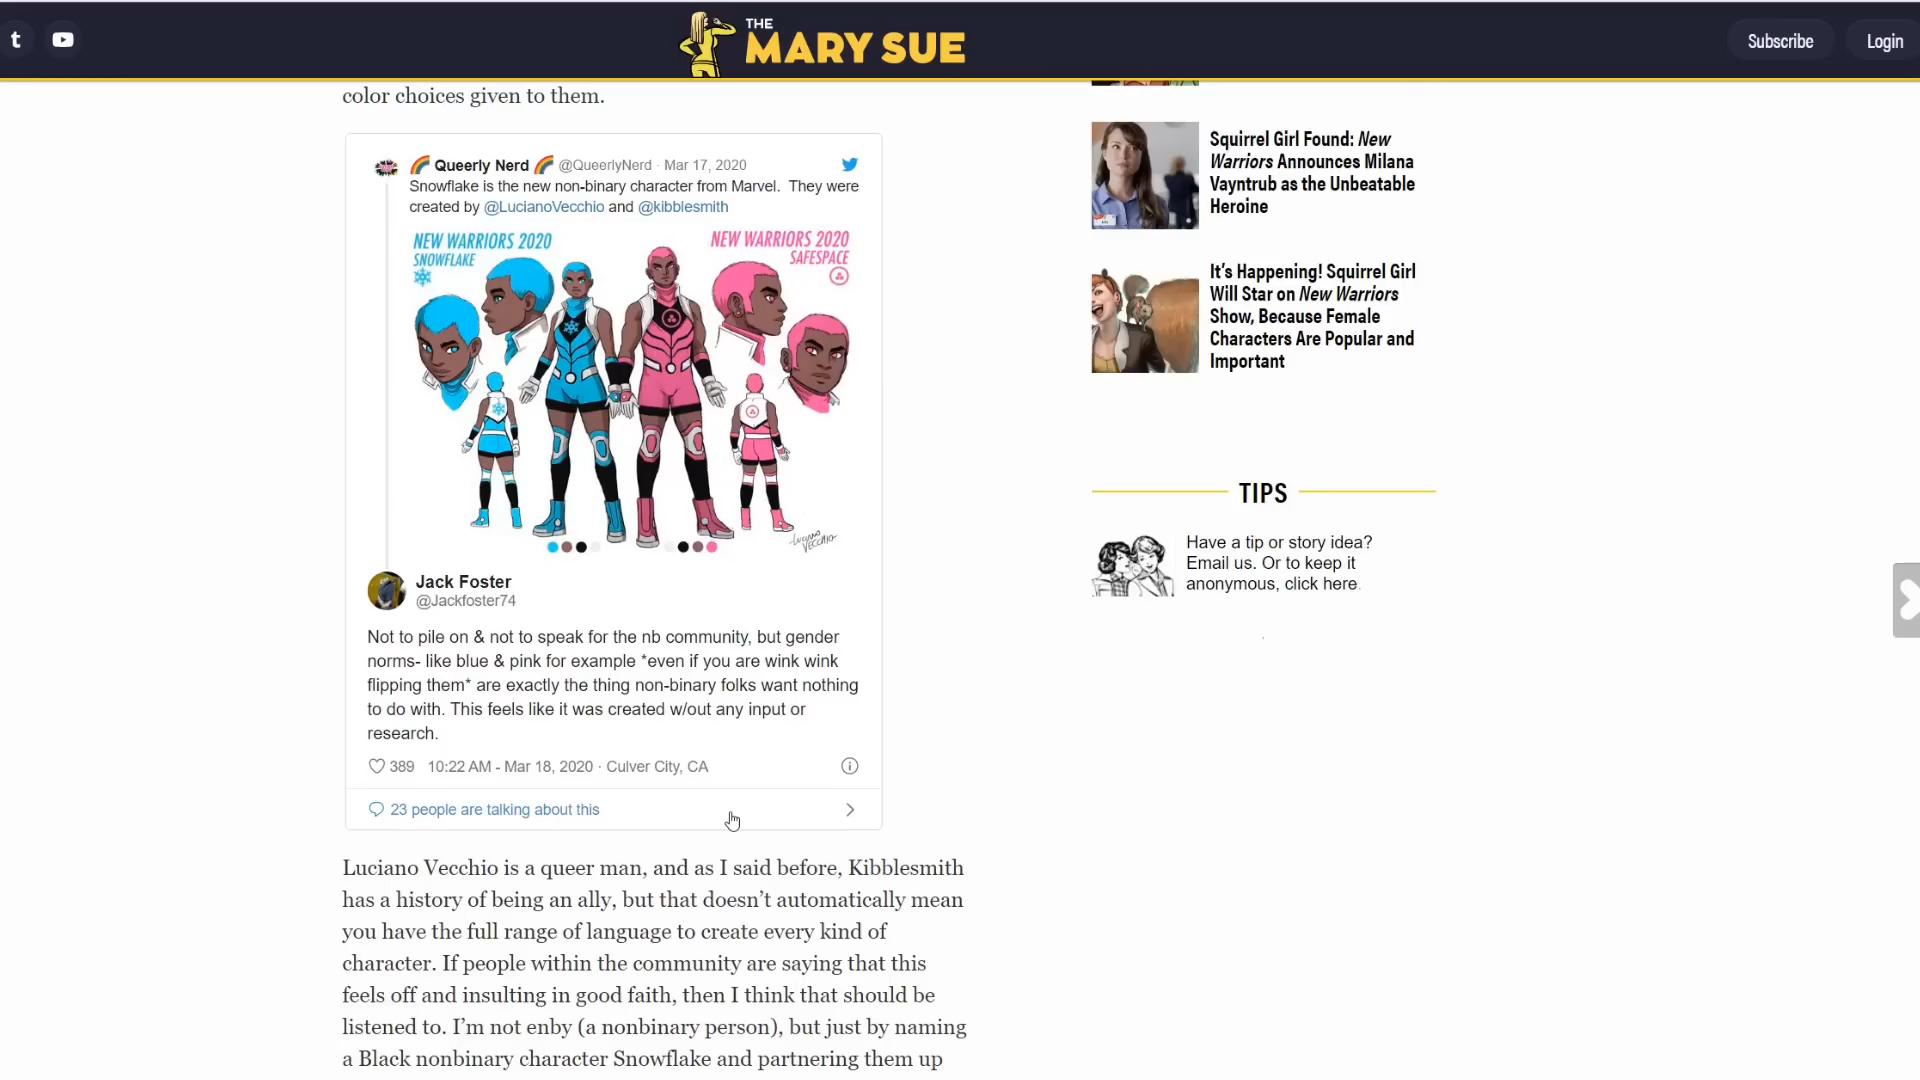 t
THE
MARY SUE
Subscribe
Login
color choices given to them.
Queerly Nerd @QueerlyNerd · Mar 17, 2020
Snowflake is the new non-binary character from Marvel. They were
created by @LucianoVecchio and @kibblesmith
NEW WARRIORS 2020
SNOWFLAKE
NEW WARRIORS 2020
SAFESPACE
LUCIANO
VECCHIO
Jack Foster
@Jackfoster74
Not to pile on & not to speak for the nb community, but gender
norms- like blue & pink for example *even if you are wink wink
flipping them* are exactly the thing non-binary folks want nothing
to do with. This feels like it was created w/out any input or
research.
389 10:22 AM - Mar 18, 2020 · Culver City, CA
23 people are talking about this
Luciano Vecchio is a queer man, and as I said before, Kibblesmith
has a history of being an ally, but that doesn’t automatically mean
you have the full range of language to create every kind of
character. If people within the community are saying that this
feels off and insulting in good faith, then I think that should be
listened to. I’m not enby (a nonbinary person), but just by naming
a Black nonbinary character Snowflake and partnering them up
Squirrel Girl Found: New
Warriors Announces Milana
Vayntrub as the Unbeatable
Heroine
It’s Happening! Squirrel Girl
Will Star on New Warriors
Show, Because Female
Characters Are Popular and
Important
TIPS
Have a tip or story idea?
Email us. Or to keep it
anonymous, click here.